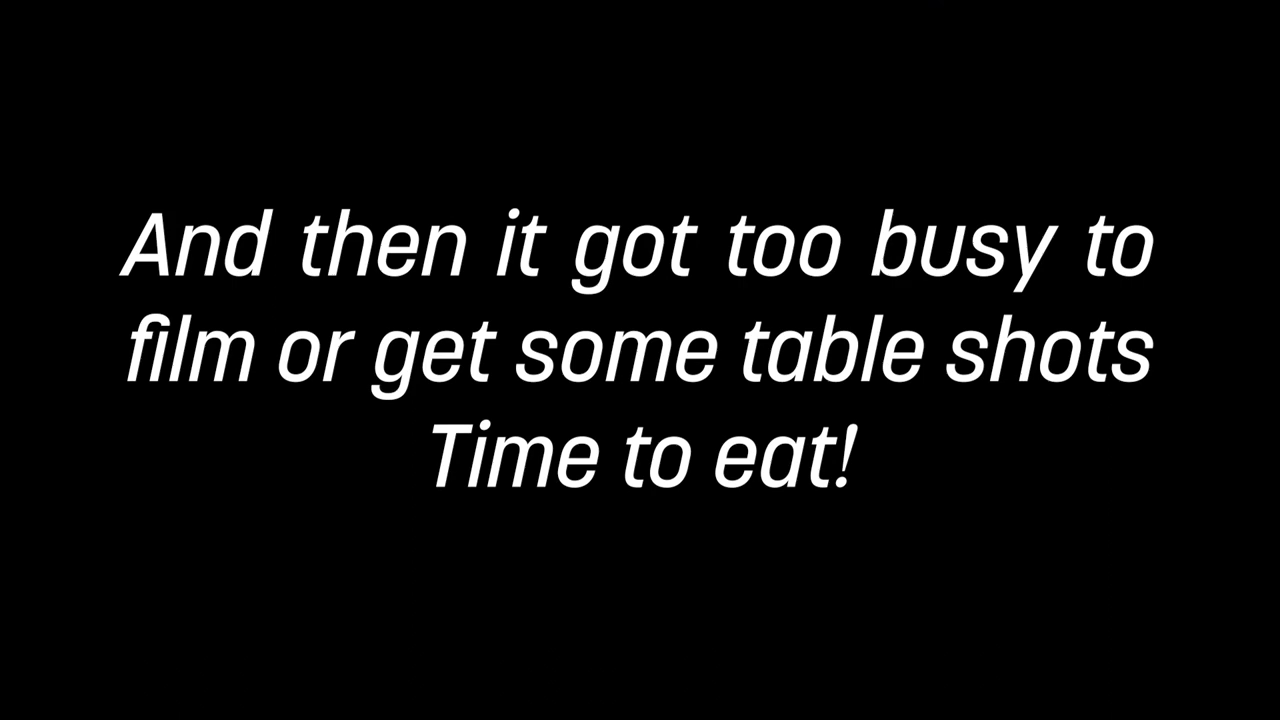 And then it got too busy to
film or get some table shots
Time to eat!